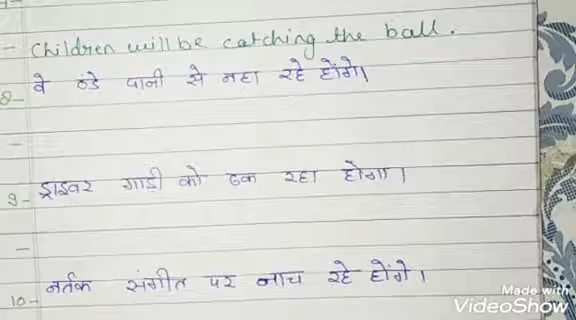 - Children will be catching the ball.
8- वे ठंडे पानी से नहा रहे होंगे।
-
9- ड्राइवर गाड़ी को ढक रहा होगा।
-
10- नर्तक संगीत पर नाच रहे होंगे।
Made with
VideoShow